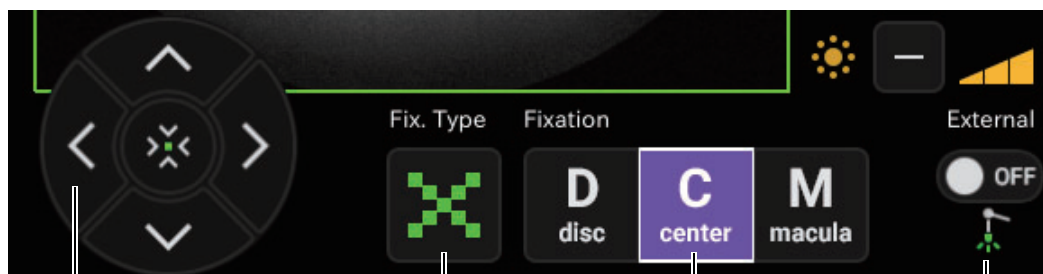 Fix. Type
Fixation
External
D
disc
C
center
M
macula
OFF